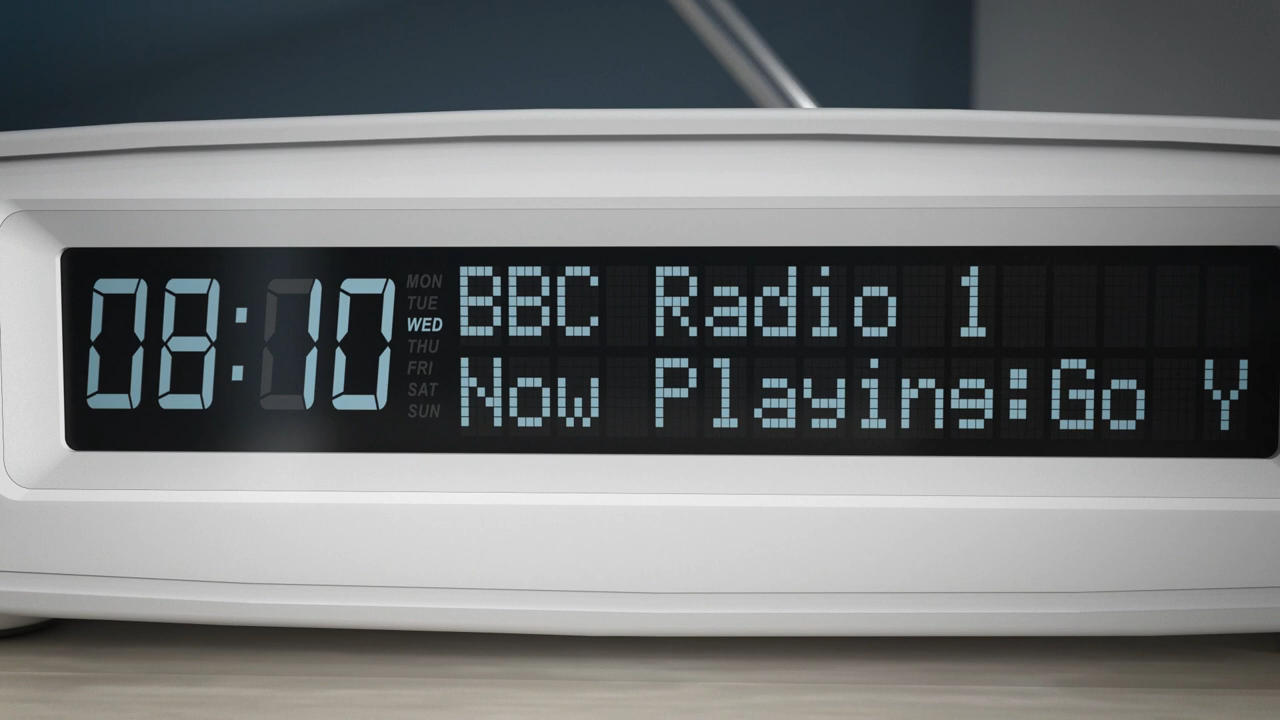 08:10
MON
TUE
WED
THU
FRI
SAT
SUN
BBC Radio 1
Now Playing:Go Y